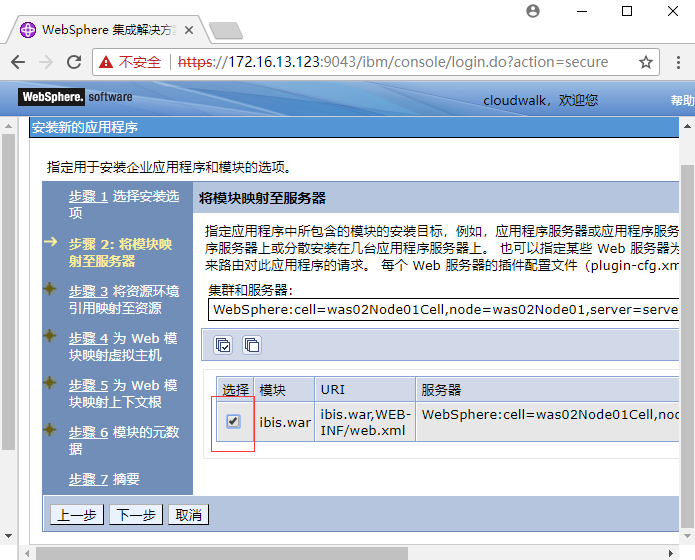 WebSphere 集成解决方
不安全 https://172.16.13.123:9043/ibm/console/login.do?action=secure
WebSphere. software
cloudwalk，欢迎您
帮助
安装新的应用程序
指定用于安装企业应用程序和模块的选项。
步骤 1 选择安装选
项
步骤 2: 将模块映
射至服务器
步骤 3 将资源环境
引用映射至资源
步骤 4 为 Web 模
块映射虚拟主机
步骤 5 为 Web 模
块映射上下文根
步骤 6 模块的元数
据
步骤 7 摘要
将模块映射至服务器
指定应用程序中所包含的模块的安装目标，例如，应用程序服务器或应用程序服务
序服务器上或分散安装在几台应用程序服务器上。 也可以指定某些 Web 服务器为
来路由对此应用程序的请求。 每个 Web 服务器的插件配置文件（plugin-cfg.xm
集群和服务器:
WebSphere:cell=was02Node01Cell,node=was02Node01,server=serve
选择 模块 URI 服务器
ibis.war
ibis.war,WEB-
INF/web.xml
WebSphere:cell=was02Node01Cell,nod
上一步 下一步 取消